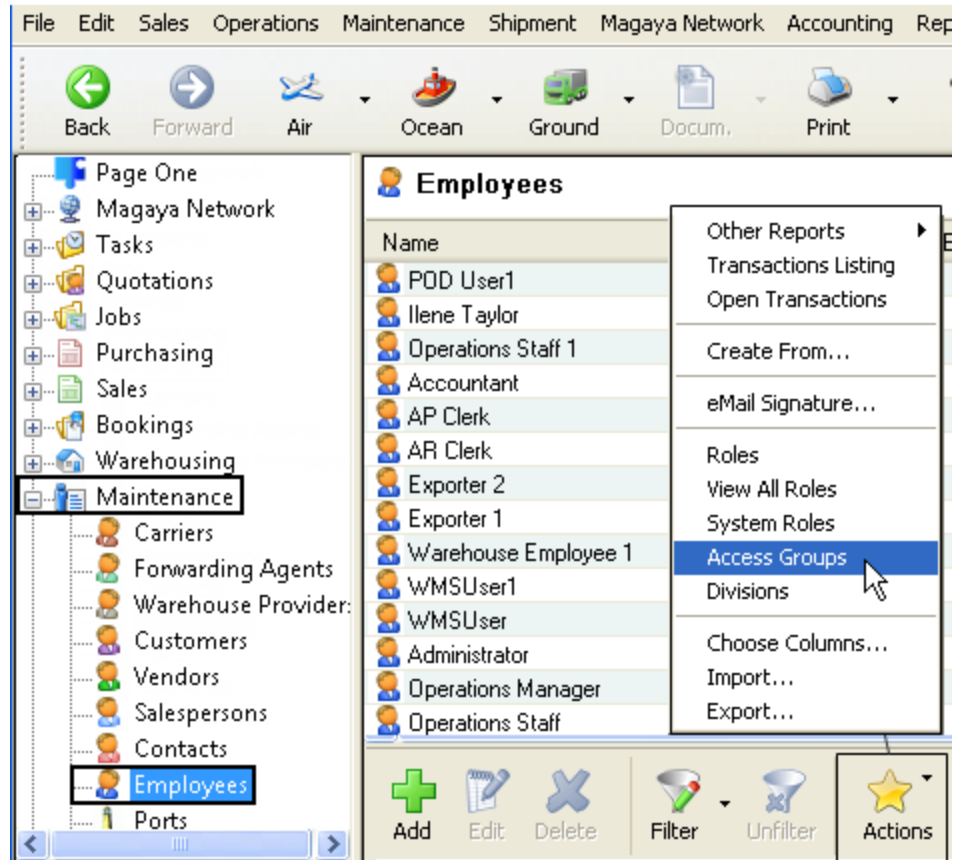 File Edit Sales Operations Maintenance Shipment Magaya Network Accounting Rep
Back Forward Air Ocean Ground Docum. Print
Page One
Magaya Network
Tasks
Quotations
Jobs
Purchasing
Sales
Bookings
Warehousing
Maintenance
Carriers
Forwarding Agents
Warehouse Provider:
Customers
Vendors
Salespersons
Contacts
Employees
Ports
Employees
Name
POD User1
Ilene Taylor
Operations Staff 1
Accountant
AP Clerk
AR Clerk
Exporter 2
Exporter 1
Warehouse Employee 1
WMSUser1
WMSUser
Administrator
Operations Manager
Operations Staff
Other Reports
Transactions Listing
Open Transactions
Create From...
eMail Signature...
Roles
View All Roles
System Roles
Access Groups
Divisions
Choose Columns...
Import...
Export...
Add Edit Delete Filter Unfilter Actions